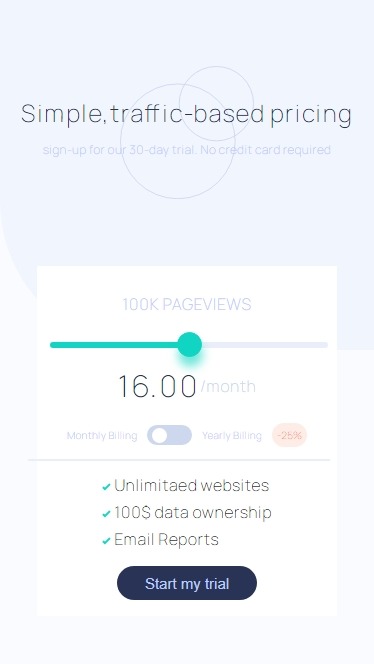 Simple, traffic-based pricing
sign-up for our 30-day trial. No credit card required
100K PAGEVIEWS
16.00/month
Monthly Billing Yearly Billing -25%
Unlimitaed websites
100$ data ownership
Email Reports
Start my trial